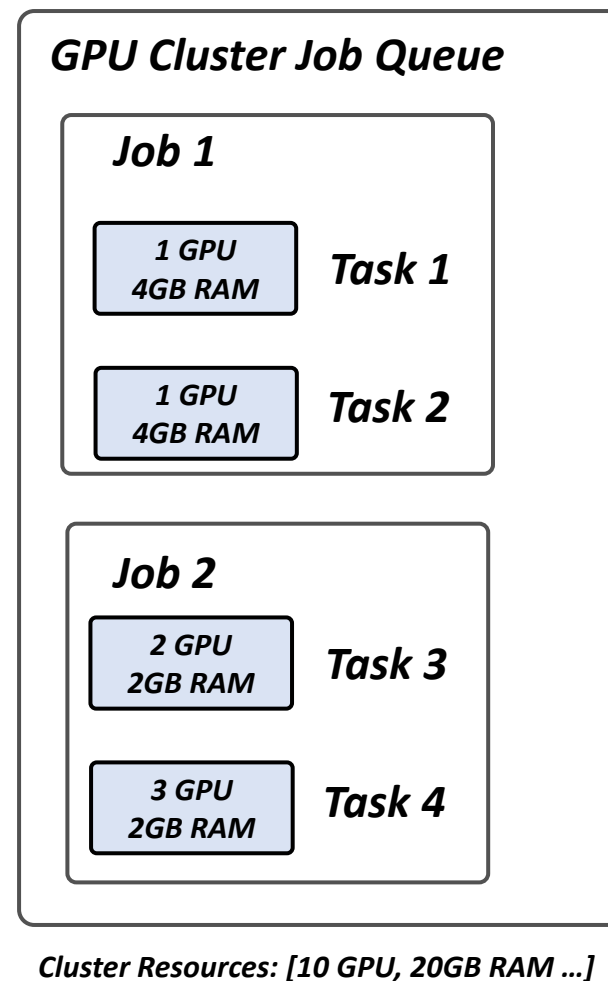 GPU Cluster Job Queue
Job 1
1 GPU
4GB RAM
Task 1
1 GPU
4GB RAM
Task 2
Job 2
2 GPU
2GB RAM
Task 3
3 GPU
2GB RAM
Task 4
Cluster Resources: [10 GPU, 20GB RAM ...]